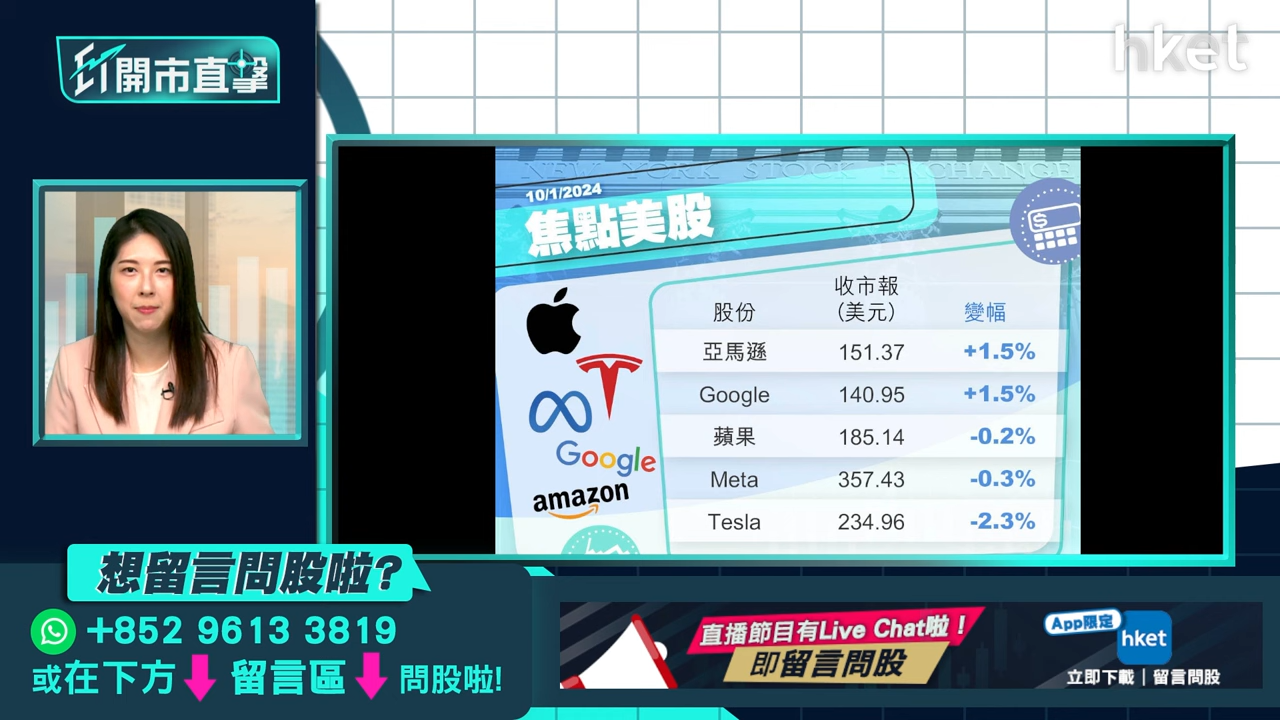 ET開市直擊
hket
NEW YORK STOCK EXCHANGE
10/1/2024
焦點美股
股份 收市報(美元) 變幅
亞馬遜 151.37 +1.5%
Google 140.95 +1.5%
蘋果 185.14 -0.2%
Meta 357.43 -0.3%
Tesla 234.96 -2.3%
Google
amazon
想留言問股啦?
+852 9613 3819
或在下方 留言區 問股啦!
直播節目有Live Chat啦!
即留言問股
App限定
hket
立即下載|留言問股